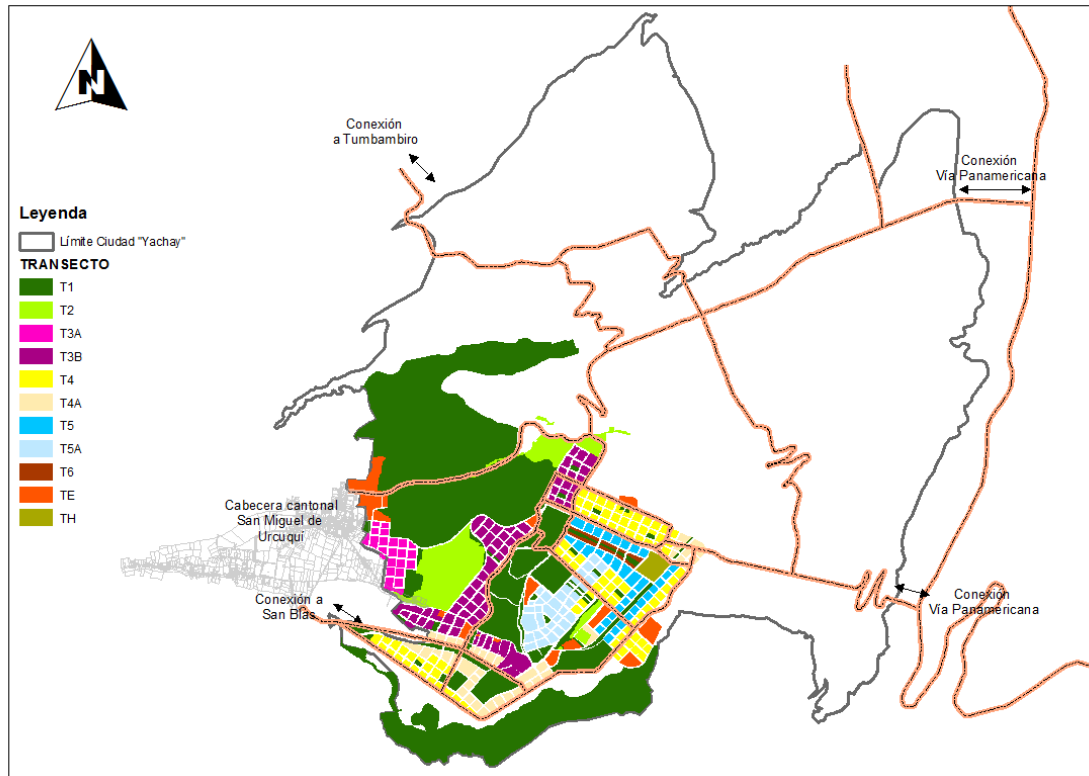 N
Conexión
a Tumbambiro
Conexión
Vía Panamericana
Leyenda
Límite Ciudad "Yachay"
TRANSECTO
T1
T2
T3A
T3B
T4
T4A
T5
T5A
T6
TE
TH
Cabecera cantonal
San Miguel de
Urcuqui
Conexión a
San Blas
Conexión
Vía Panamericana